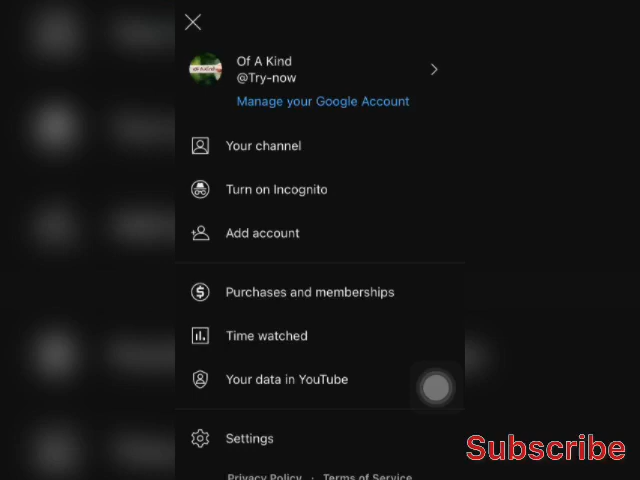 Of A Kind
@Try-now
Manage your Google Account
Your channel
Turn on Incognito
Add account
Purchases and memberships
Time watched
Your data in YouTube
Settings
Privacy Policy · Terms of Service
Subscribe